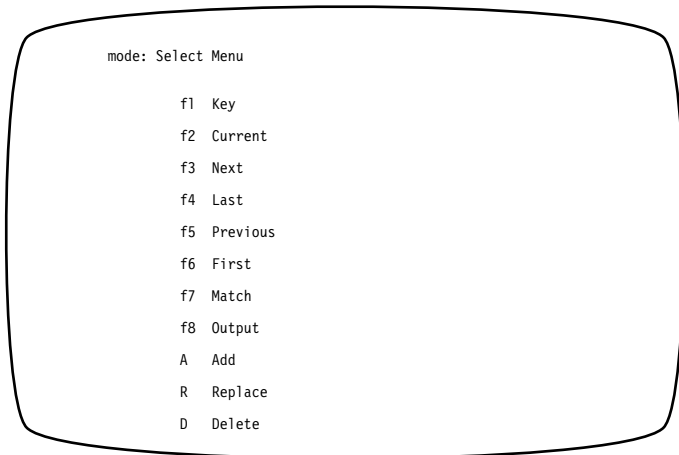 mode: Select Menu
f1 Key
f2 Current
f3 Next
f4 Last
f5 Previous
f6 First
f7 Match
f8 Output
A Add
R Replace
D Delete